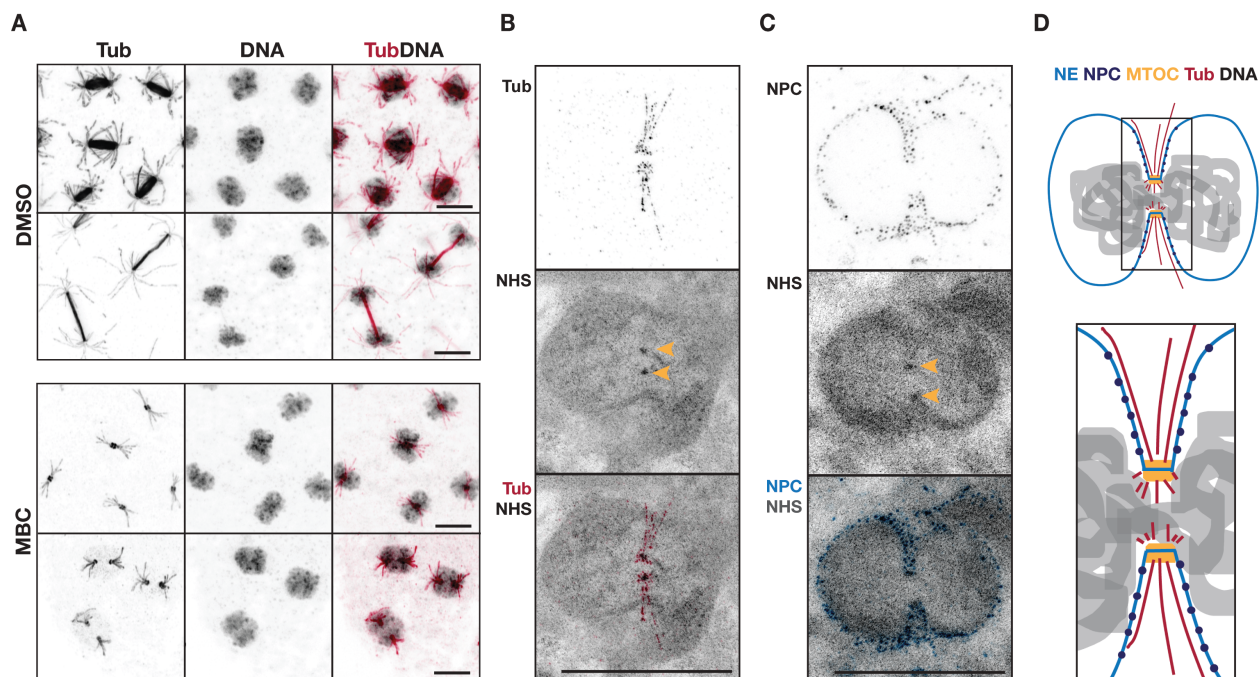 A
B
C
D
Tub DNA TubDNA
DMSO
MBC
Tub
NHS
Tub
NHS
NPC
NHS
NPC
NHS
NE NPC MTOC Tub DNA